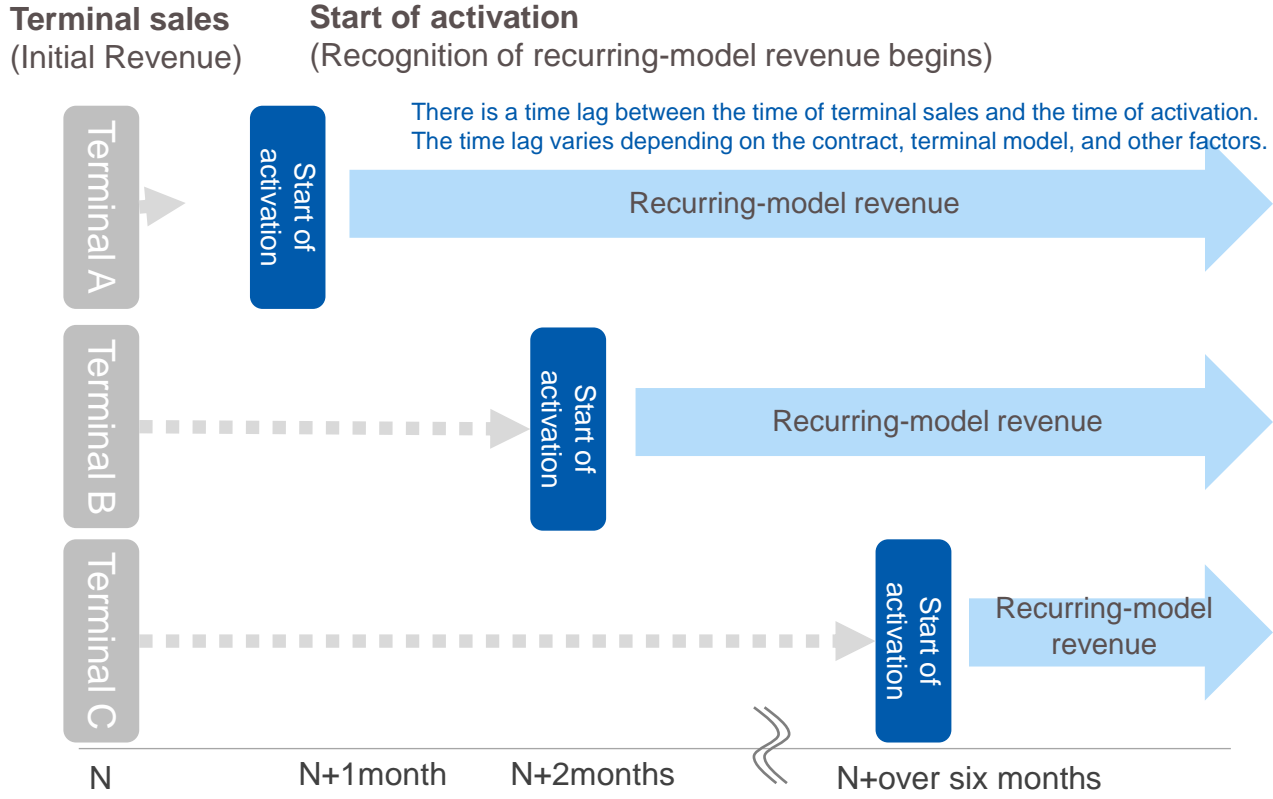 Terminal sales
(Initial Revenue)
Start of activation
(Recognition of recurring-model revenue begins)
There is a time lag between the time of terminal sales and the time of activation.
The time lag varies depending on the contract, terminal model, and other factors.
Terminal A
Start of
activation
Recurring-model revenue
Terminal B
Start of
activation
Recurring-model revenue
Terminal C
Start of
activation
Recurring-model
revenue
N
N+1month
N+2months
N+over six months